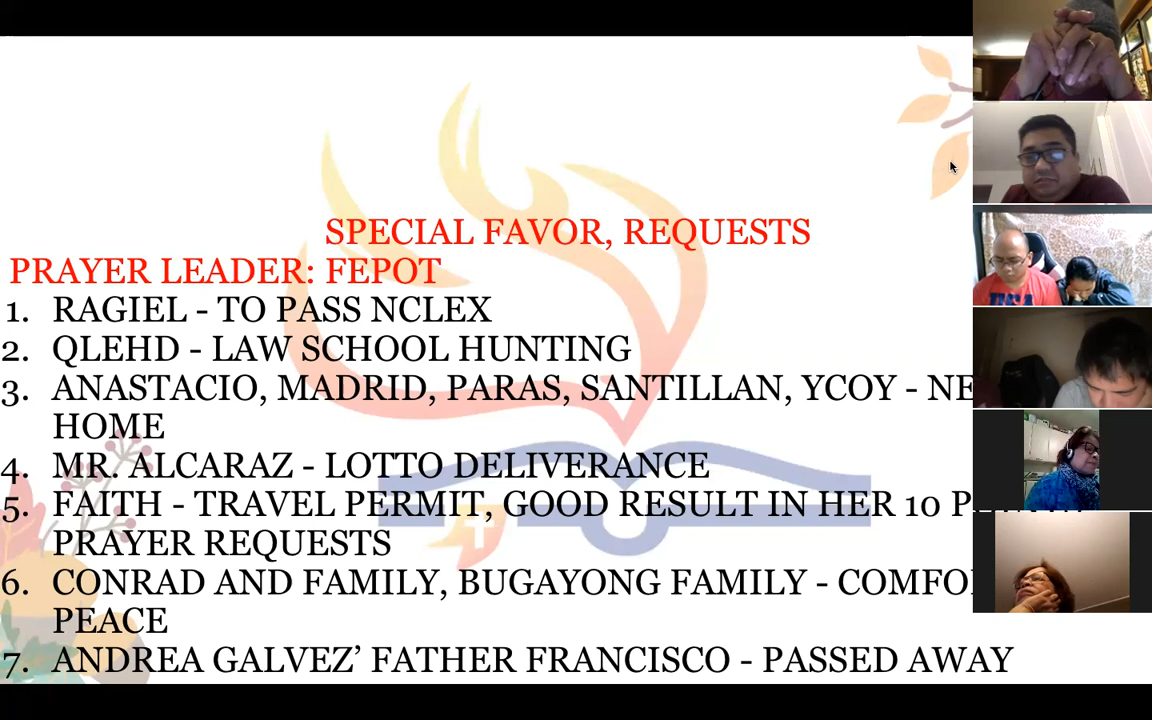 SPECIAL FAVOR, REQUESTS
PRAYER LEADER: FEPOT
1. RAGIEL - TO PASS NCLEX
2. QLEHD - LAW SCHOOL HUNTING
3. ANASTACIO, MADRID, PARAS, SANTILLAN, YCOY -
HOME
4. MR. ALCARAZ - LOTTO DELIVERANCE
5. FAITH - TRAVEL PERMIT, GOOD RESULT IN HER 10
PRAYER REQUESTS
6. CONRAD AND FAMILY, BUGAYONG FAMILY -
PEACE
7. ANDREA GALVEZ’ FATHER FRANCISCO - PASSED AWAY